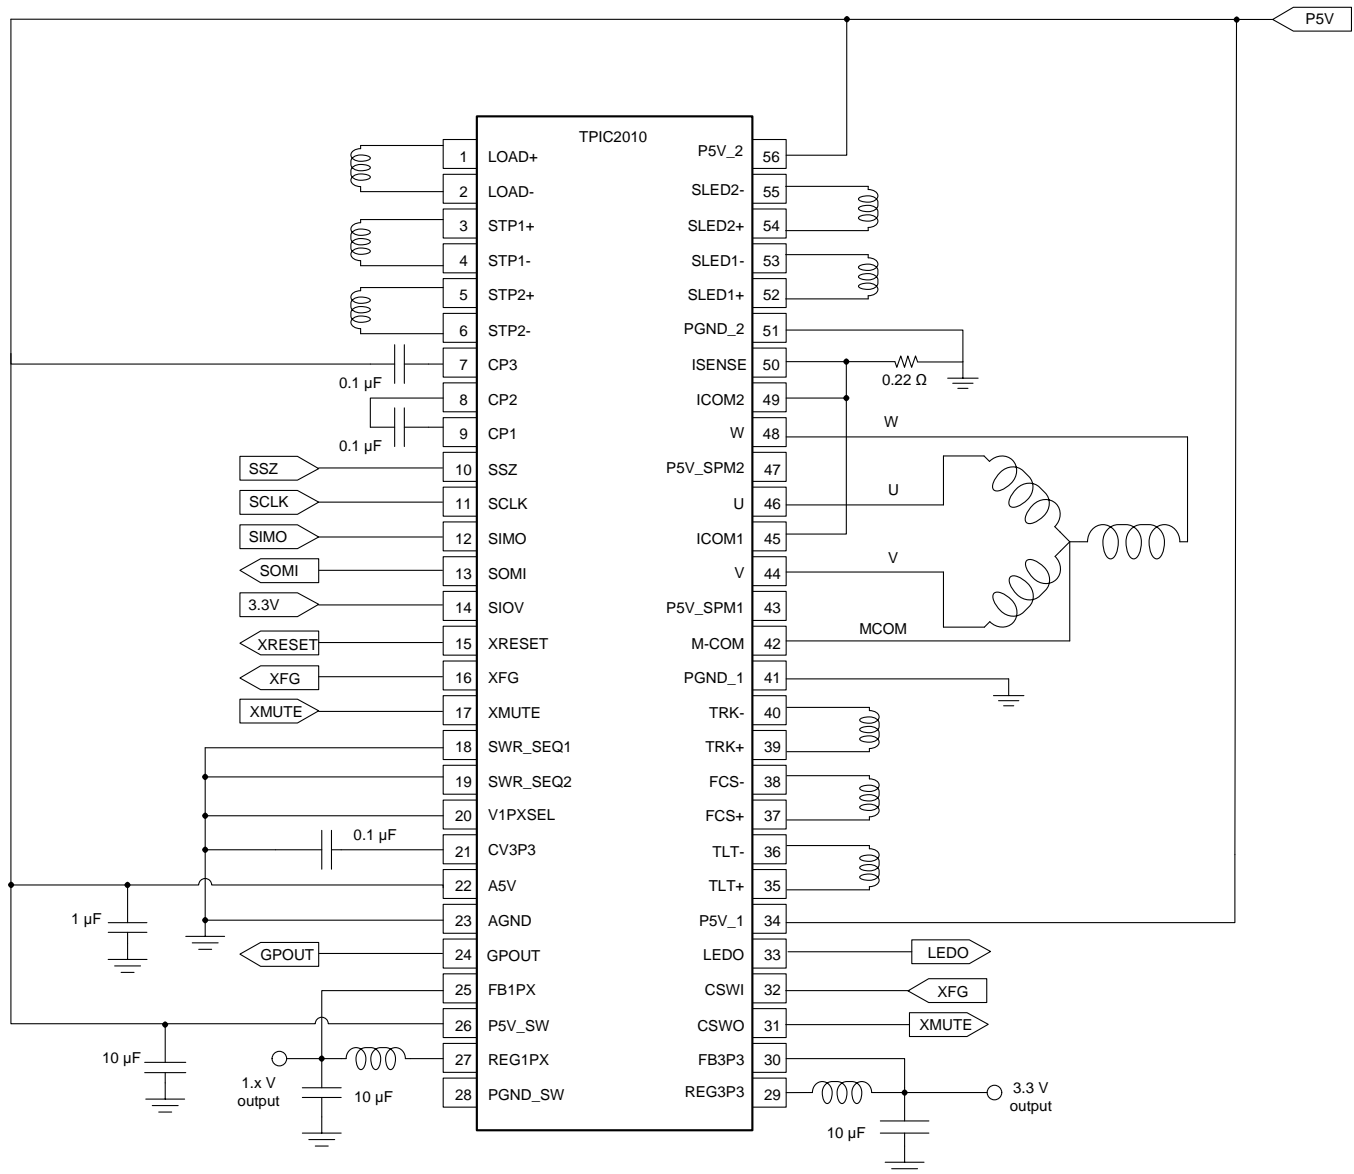 P5V
TPIC2010
1 LOAD+
2 LOAD-
3 STP1+
4 STP1-
5 STP2+
6 STP2-
0.1 µF
7 CP3
8 CP2
0.1 µF
9 CP1
SSZ 10 SSZ
SCLK 11 SCLK
SIMO 12 SIMO
SOMI 13 SOMI
3.3V 14 SIOV
XRESET 15 XRESET
XFG 16 XFG
XMUTE 17 XMUTE
18 SWR_SEQ1
19 SWR_SEQ2
20 V1PXSEL
0.1 µF
21 CV3P3
22 A5V
1 µF
23 AGND
GPOUT 24 GPOUT
25 FB1PX
26 P5V_SW
10 µF
27 REG1PX
1.x V
output
10 µF
28 PGND_SW
P5V_2 56
SLED2- 55
SLED2+ 54
SLED1- 53
SLED1+ 52
PGND_2 51
ISENSE 50
0.22 Ω
ICOM2 49
W 48 W
P5V_SPM2 47
U 46 U
ICOM1 45
V 44 V
P5V_SPM1 43
M-COM 42 MCOM
PGND_1 41
TRK- 40
TRK+ 39
FCS- 38
FCS+ 37
TLT- 36
TLT+ 35
P5V_1 34
LEDO 33 LEDO
CSWI 32 XFG
CSWO 31 XMUTE
FB3P3 30
REG3P3 29
3.3 V
output
10 µF